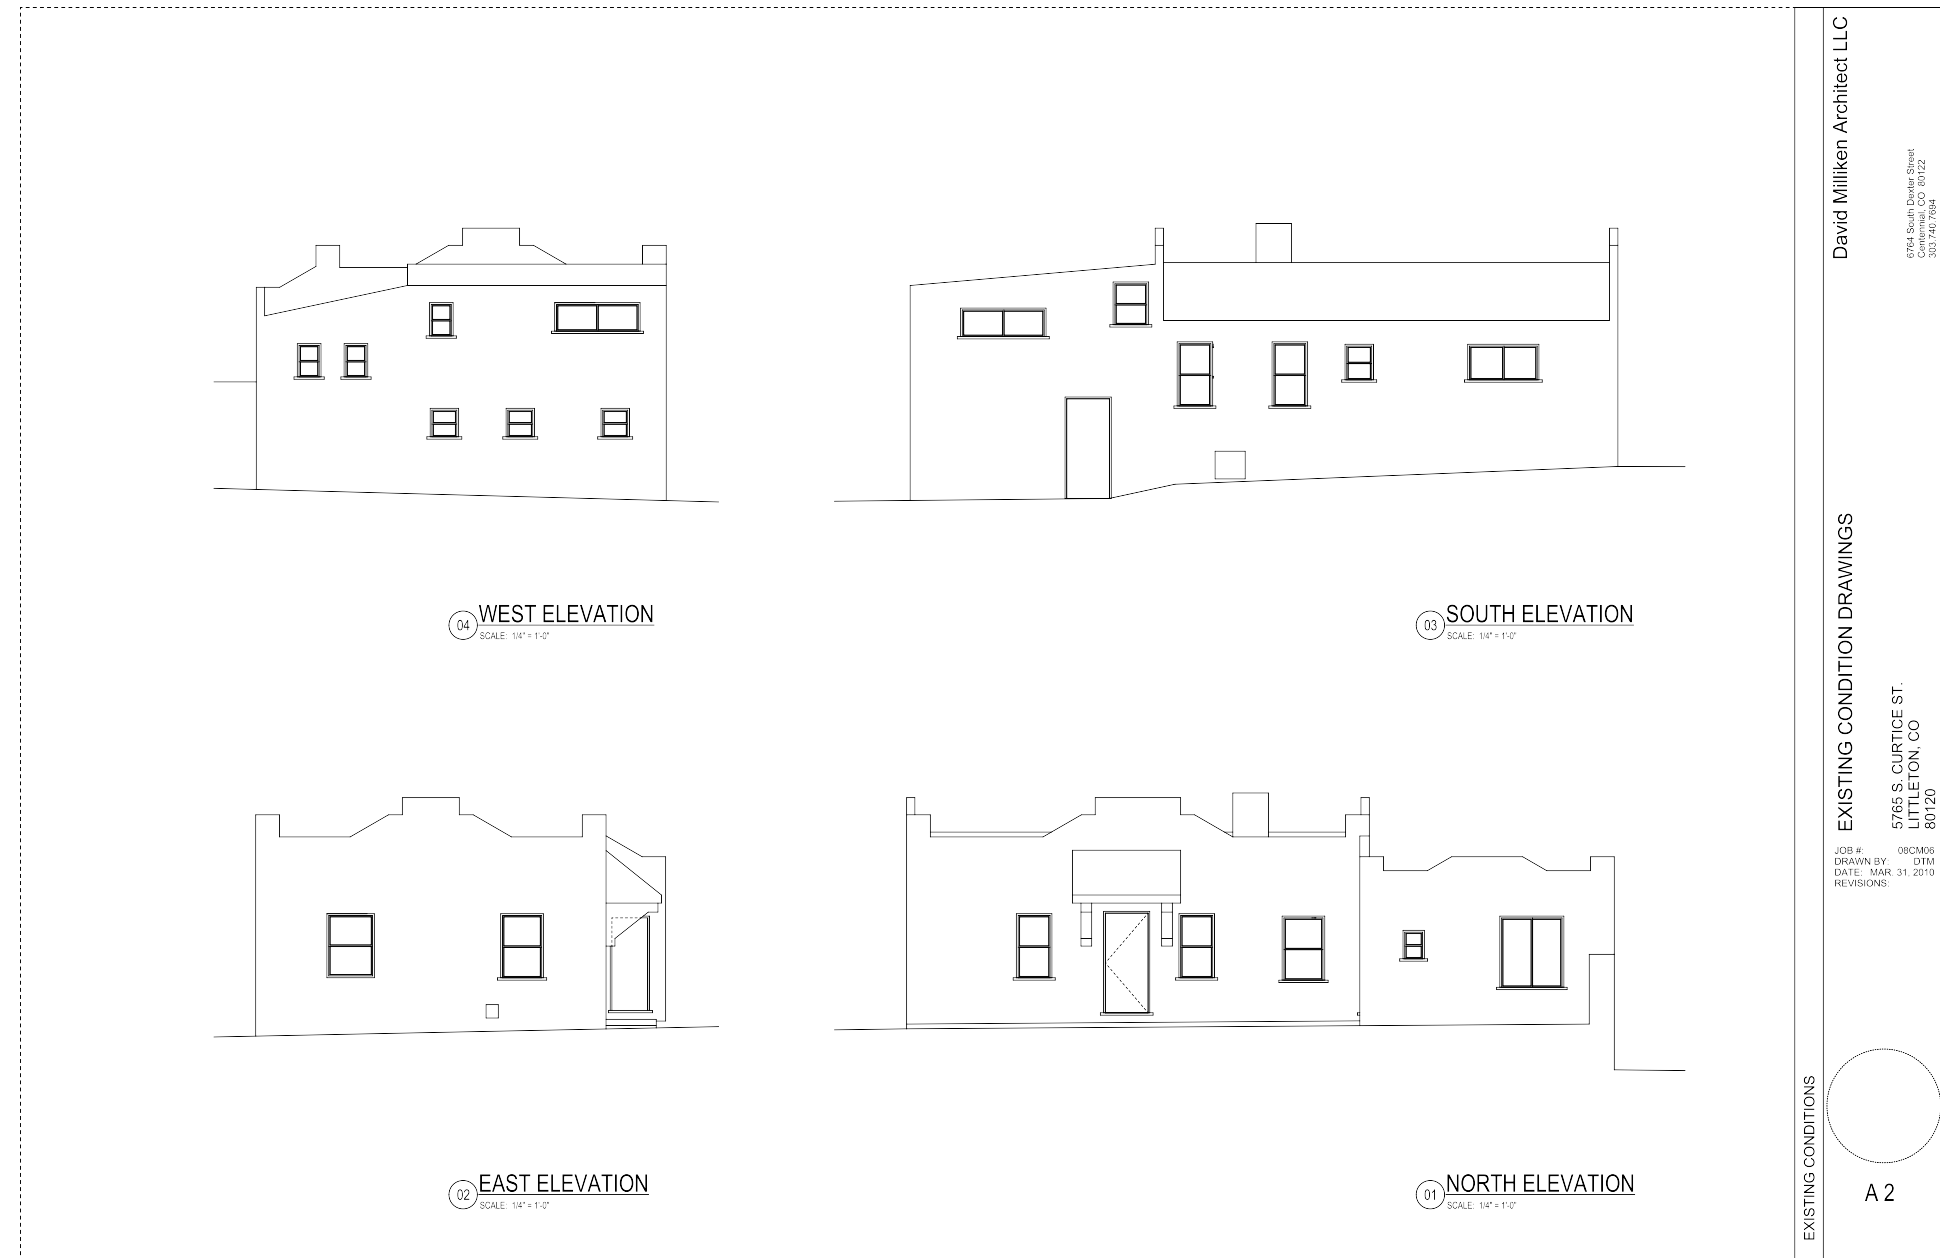 04 WEST ELEVATION
SCALE: 1/4" = 1'-0"
03 SOUTH ELEVATION
SCALE: 1/4" = 1'-0"
02 EAST ELEVATION
SCALE: 1/4" = 1'-0"
01 NORTH ELEVATION
SCALE: 1/4" = 1'-0"
David Milliken Architect LLC
6764 South Dexter Street
Centennial, CO 80122
303.740.7694
EXISTING CONDITION DRAWINGS
5765 S. CURTICE ST.
LITTLETON, CO
80120
JOB #: 08CM06
DRAWN BY: DTM
DATE: MAR. 31, 2010
REVISIONS:
EXISTING CONDITIONS
A 2